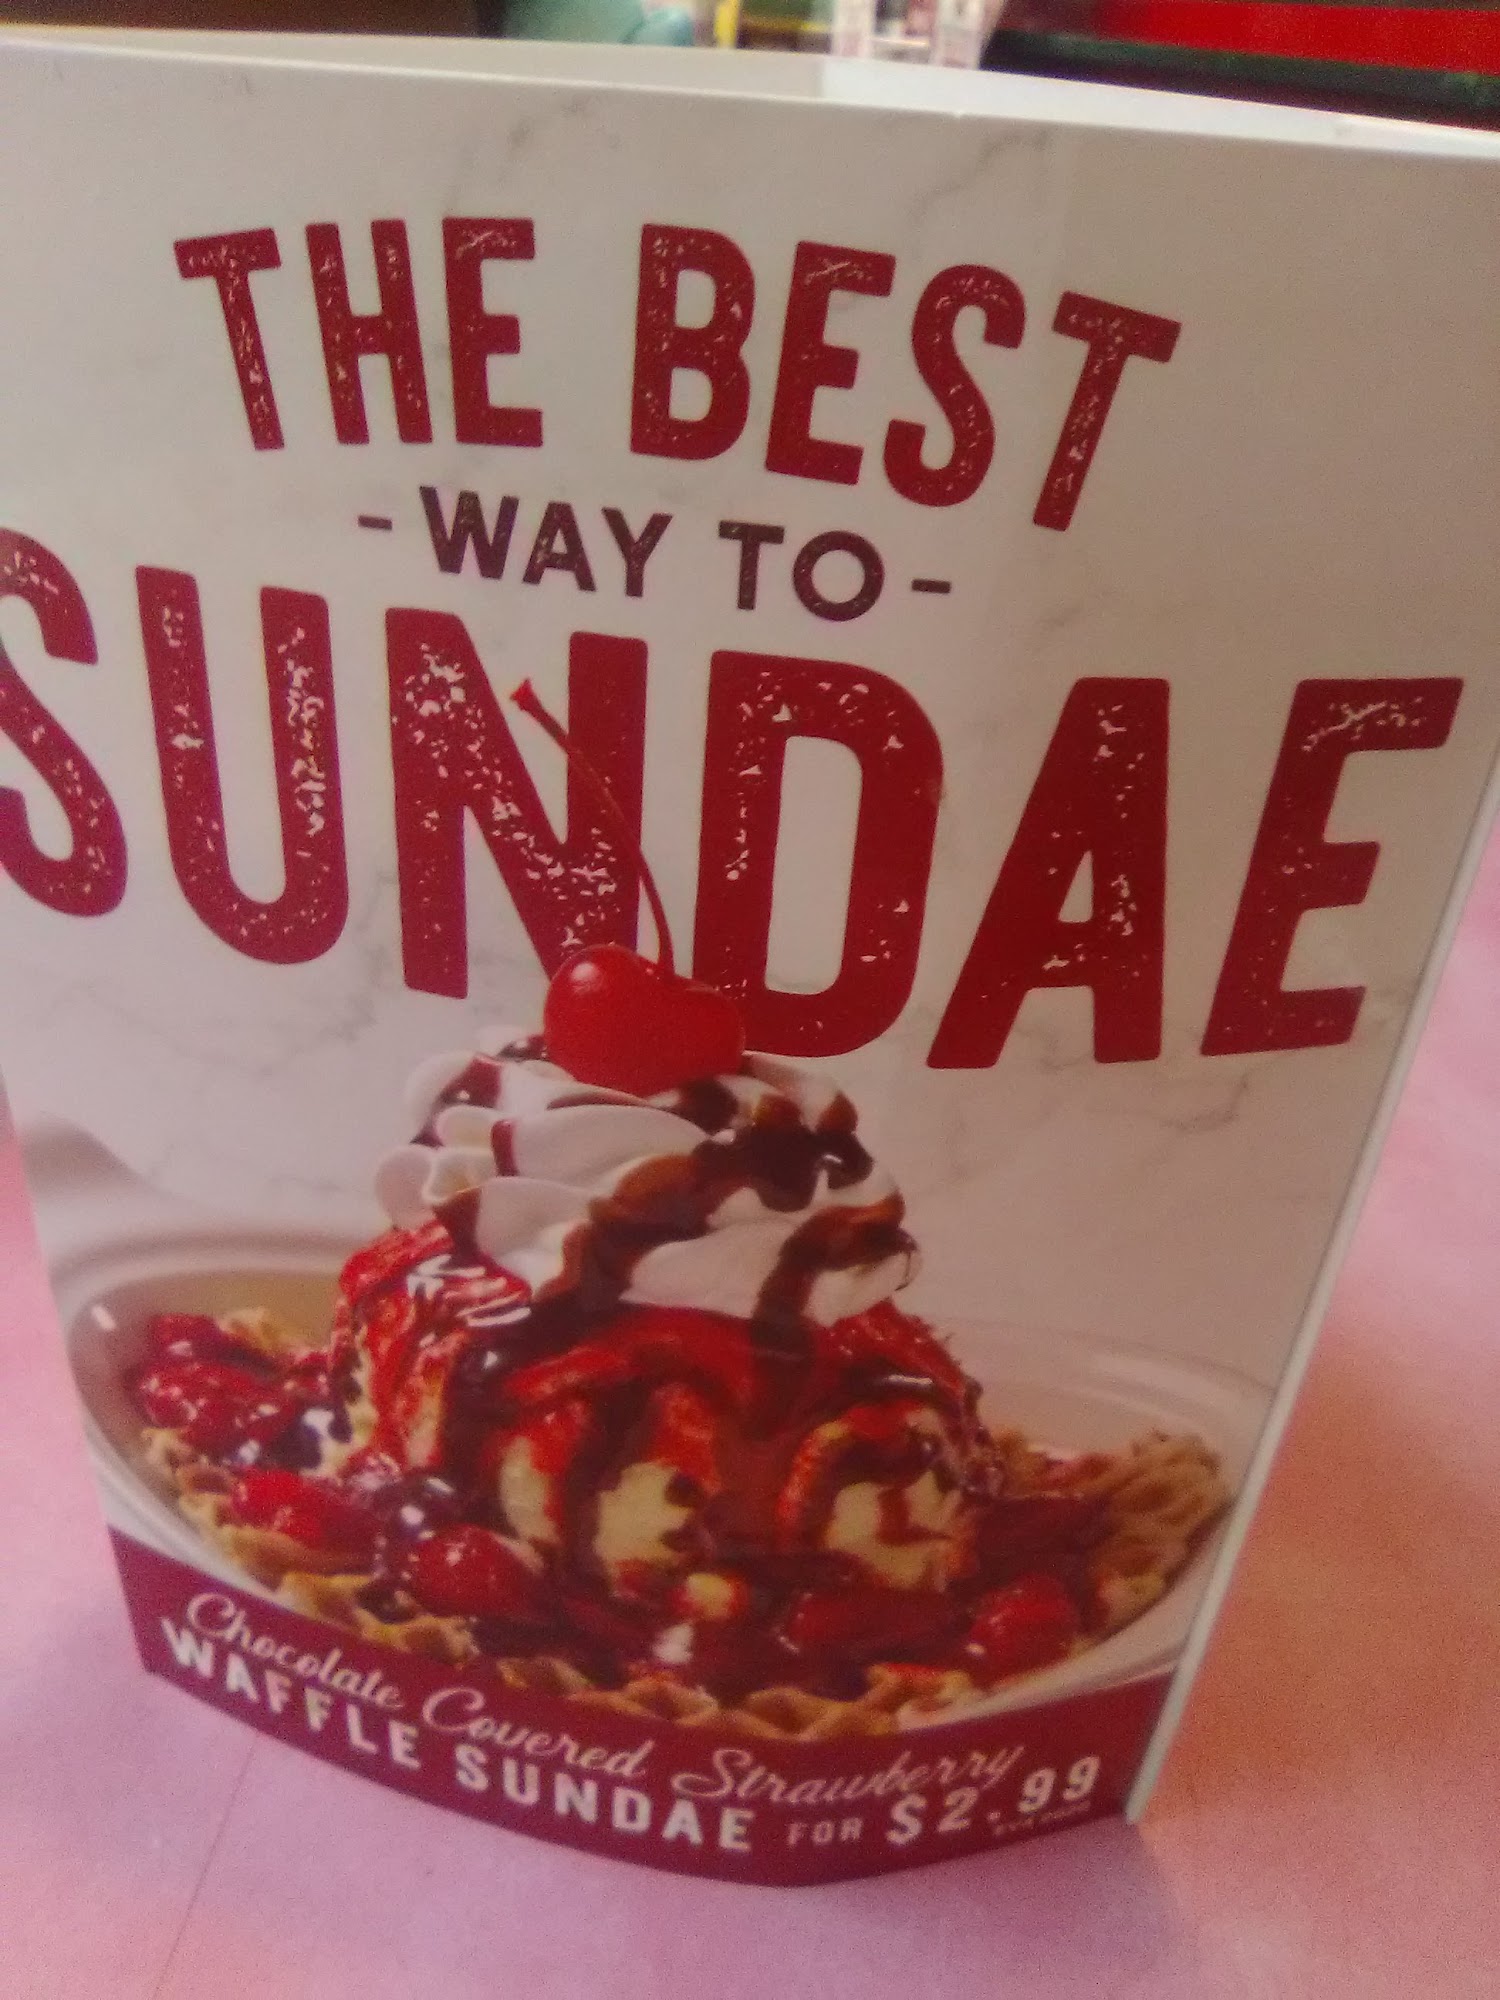 THE BEST
- WAY TO -
SUNDAE
Chocolate Covered Strawberry
WAFFLE SUNDAE FOR $2.99